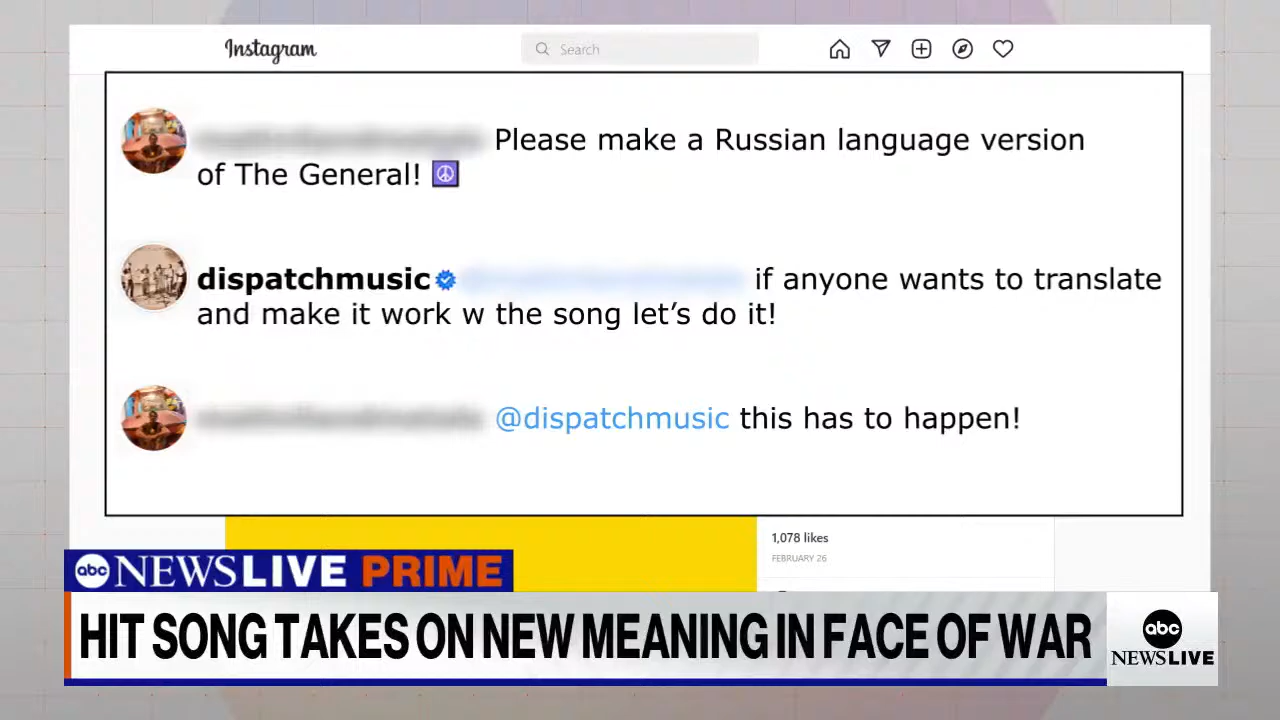 Instagram
Search
Please make a Russian language version
of The General! ☮
dispatchmusic if anyone wants to translate
and make it work w the song let’s do it!
@dispatchmusic this has to happen!
1,078 likes
FEBRUARY 26
abc NEWS LIVE PRIME
HIT SONG TAKES ON NEW MEANING IN FACE OF WAR
abc
NEWS LIVE